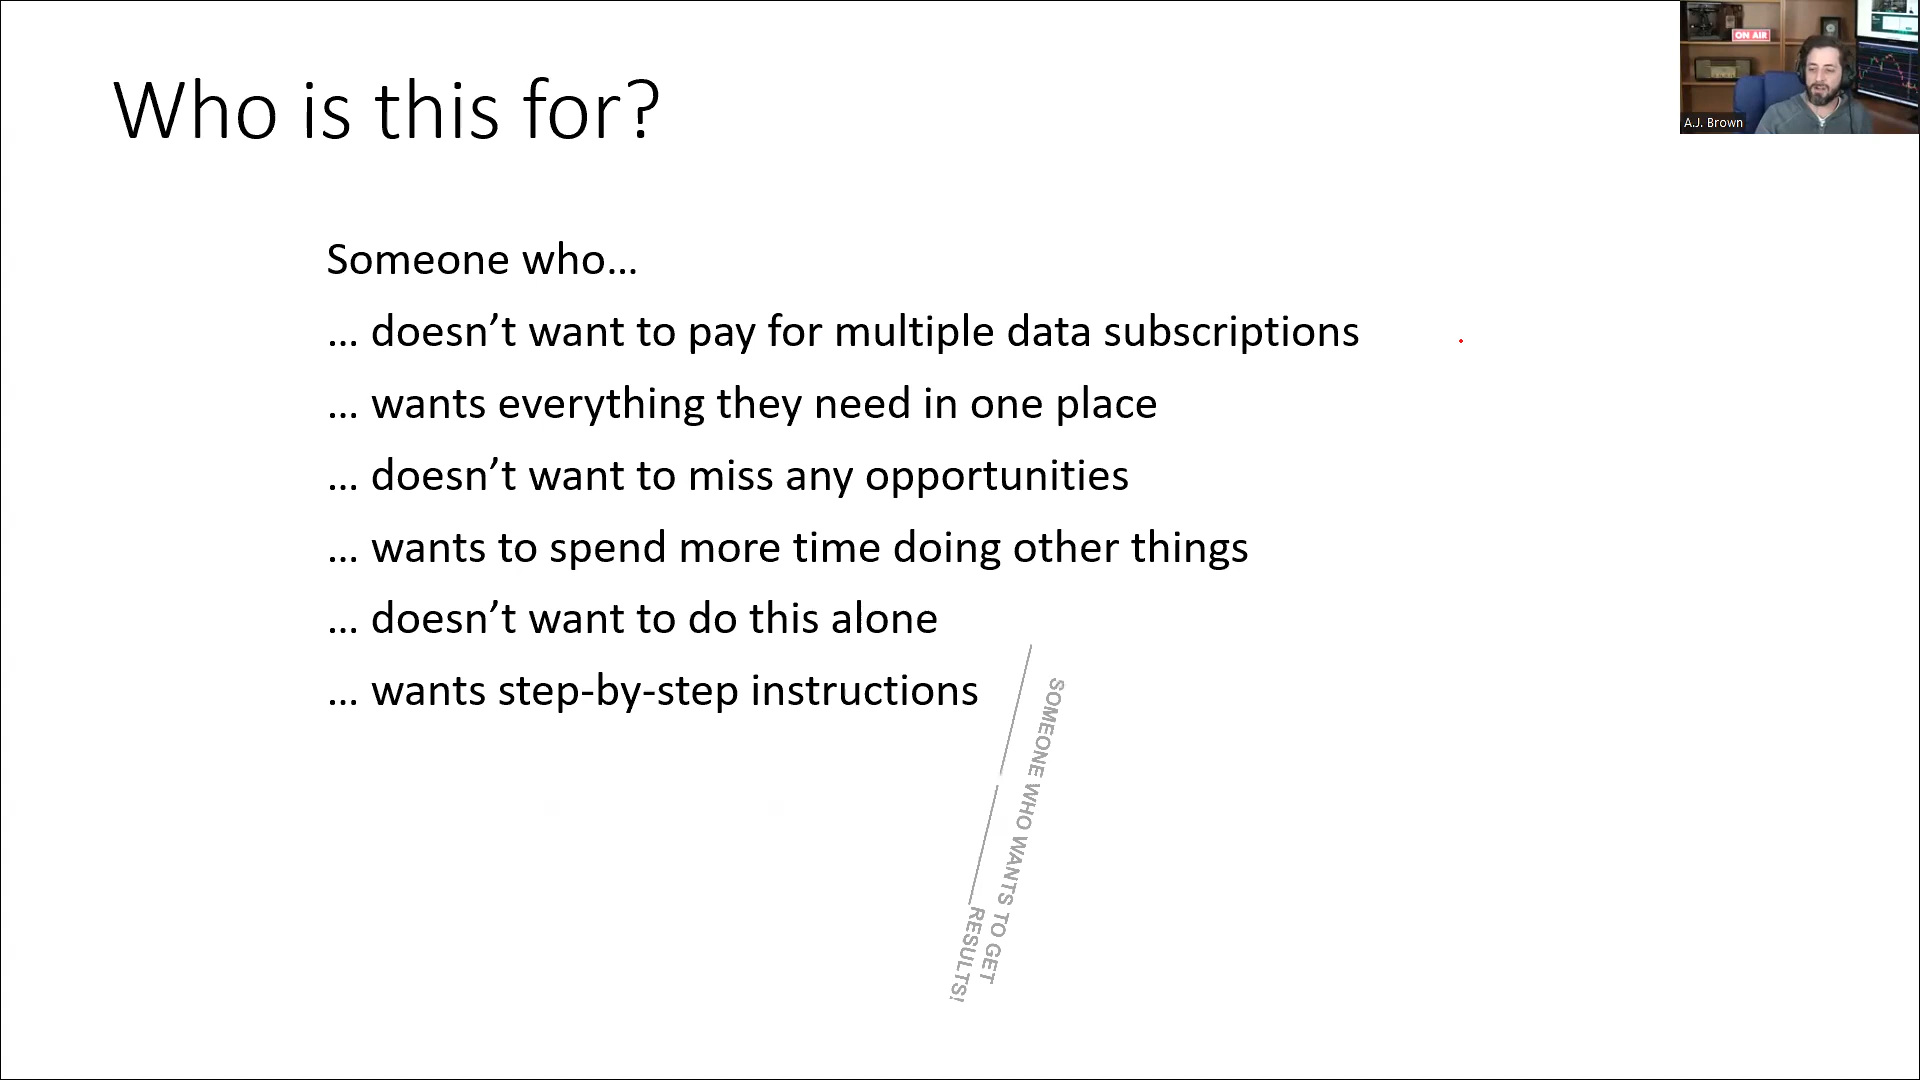 Who is this for?
Someone who...
... doesn’t want to pay for multiple data subscriptions
... wants everything they need in one place
... doesn’t want to miss any opportunities
... wants to spend more time doing other things
... doesn’t want to do this alone
... wants step-by-step instructions
SOMEONE WHO WANTS TO GET
RESULTS!
ON AIR
A.J. Brown